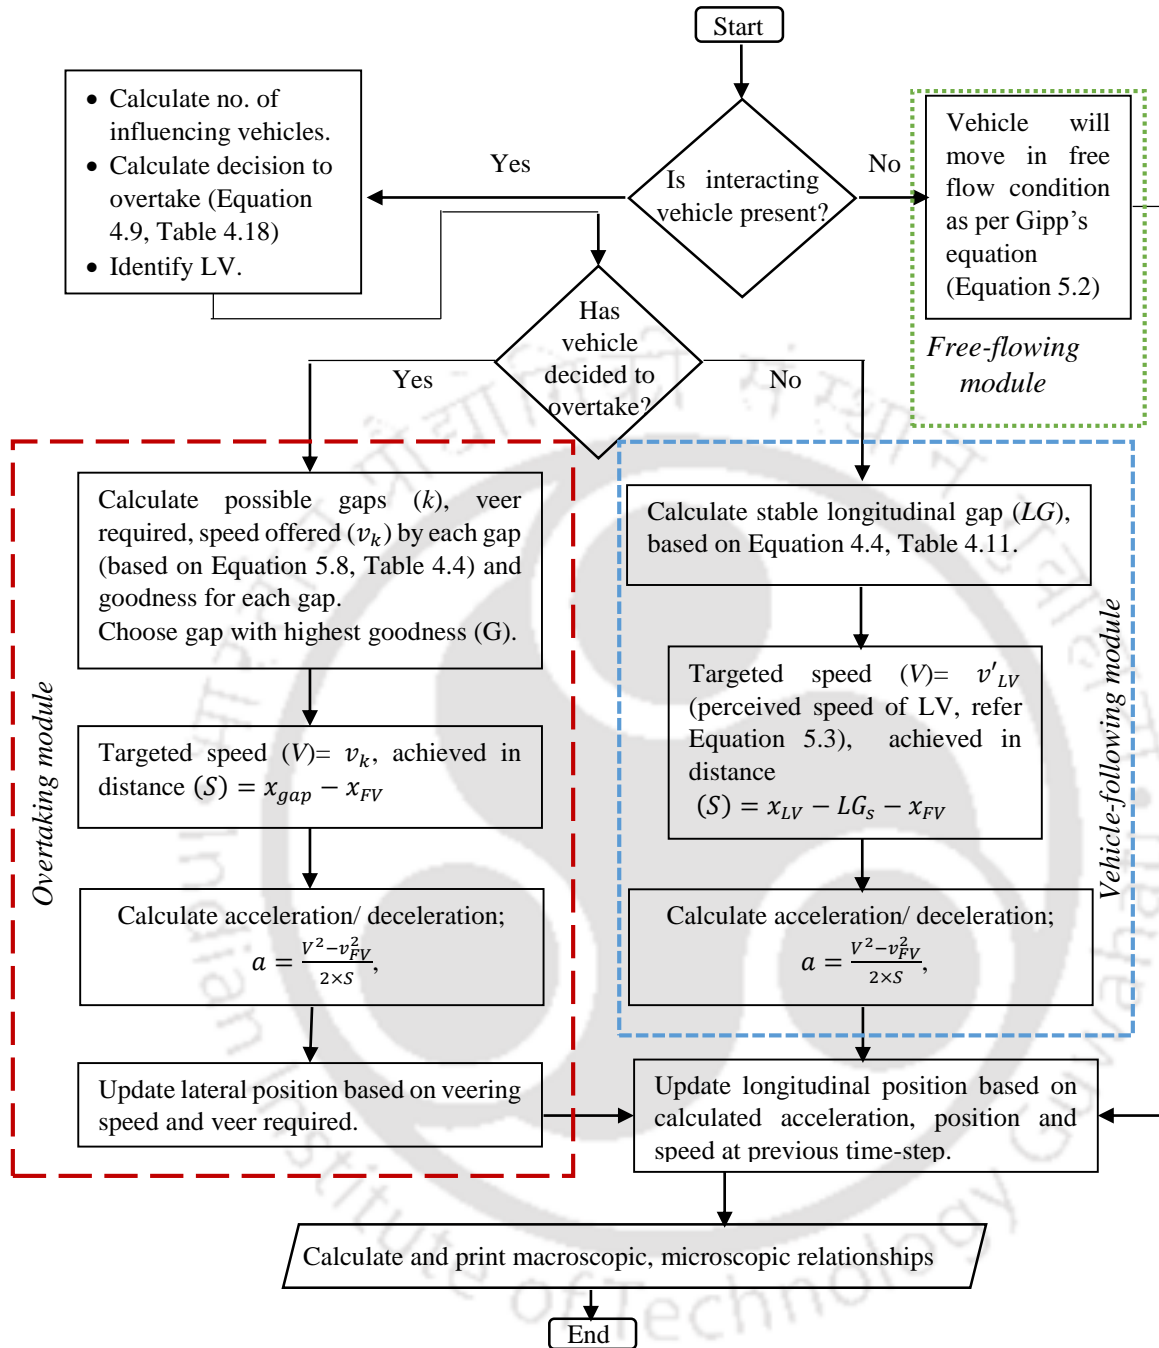 Start
• Calculate no. of
influencing vehicles.
• Calculate decision to
overtake (Equation
4.9, Table 4.18)
• Identify LV.
Yes
Is interacting
vehicle present?
No
Vehicle will
move in free
flow condition
as per Gipp's
equation
(Equation 5.2)
Free-flowing
module
Has
vehicle
decided to
overtake?
Yes
No
Overtaking module
Calculate possible gaps (k), veer
required, speed offered (v_k) by each gap
(based on Equation 5.8, Table 4.4) and
goodness for each gap.
Choose gap with highest goodness (G).
Targeted speed (V)= v_k, achieved in
distance (S) = x_gap − x_FV
Calculate acceleration/ deceleration;
a = (V² − v²_FV)/(2×S),
Update lateral position based on veering
speed and veer required.
Vehicle-following module
Calculate stable longitudinal gap (LG),
based on Equation 4.4, Table 4.11.
Targeted speed (V)= v′_LV
(perceived speed of LV, refer
Equation 5.3), achieved in
distance
(S) = x_LV − LG_s − x_FV
Calculate acceleration/ deceleration;
a = (V² − v²_FV)/(2×S),
Update longitudinal position based on
calculated acceleration, position and
speed at previous time-step.
Calculate and print macroscopic, microscopic relationships
End
Indian Institute of Technology Guwahati